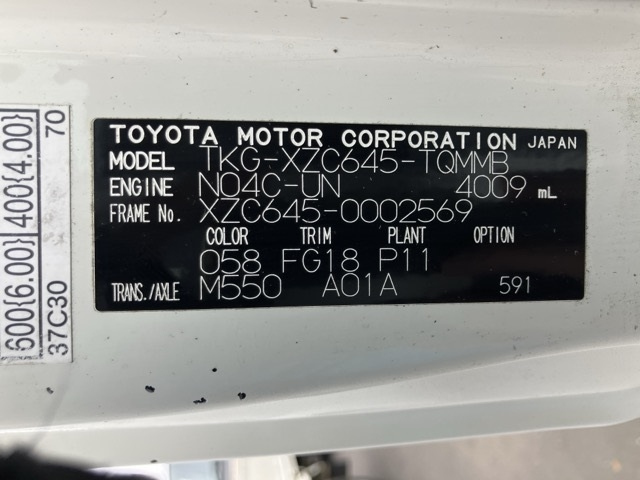 600{6.00} 400(4.00)
37C30 70
TOYOTA MOTOR CORPORATION JAPAN
MODEL TKG-XZC645-TQMMB
ENGINE N04C-UN 4009 mL
FRAME No. XZC645-0002569
COLOR TRIM PLANT OPTION
058 FG18 P11
TRANS./AXLE M550 A01A 591